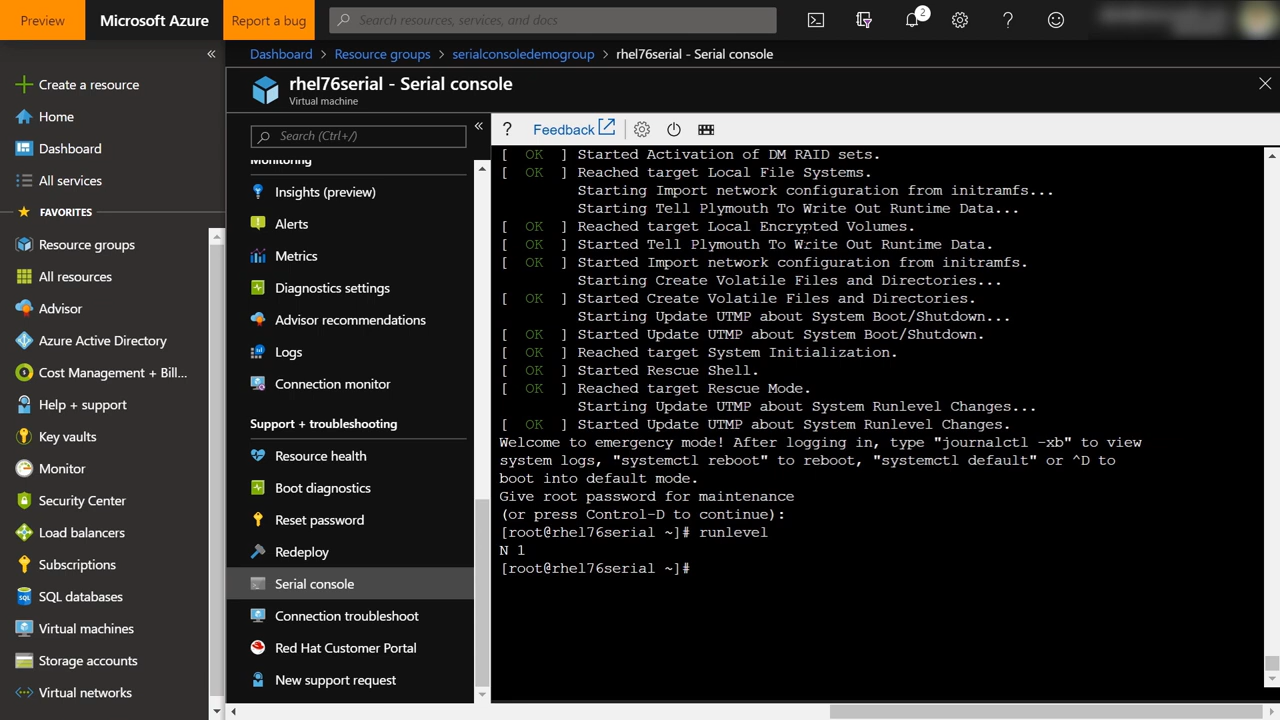 Preview
Microsoft Azure
Report a bug
Search resources, services, and docs
2
Dashboard > Resource groups > serialconsoledemogroup > rhel76serial - Serial console
Create a resource
Home
Dashboard
All services
FAVORITES
Resource groups
All resources
Advisor
Azure Active Directory
Cost Management + Bill...
Help + support
Key vaults
Monitor
Security Center
Load balancers
Subscriptions
SQL databases
Virtual machines
Storage accounts
Virtual networks
rhel76serial - Serial console
Virtual machine
Search (Ctrl+/)
Monitoring
Insights (preview)
Alerts
Metrics
Diagnostics settings
Advisor recommendations
Logs
Connection monitor
Support + troubleshooting
Resource health
Boot diagnostics
Reset password
Redeploy
Serial console
Connection troubleshoot
Red Hat Customer Portal
New support request
? Feedback
[  OK  ] Started Activation of DM RAID sets.
[  OK  ] Reached target Local File Systems.
Starting Import network configuration from initramfs...
Starting Tell Plymouth To Write Out Runtime Data...
[  OK  ] Reached target Local Encrypted Volumes.
[  OK  ] Started Tell Plymouth To Write Out Runtime Data.
[  OK  ] Started Import network configuration from initramfs.
Starting Create Volatile Files and Directories...
[  OK  ] Started Create Volatile Files and Directories.
Starting Update UTMP about System Boot/Shutdown...
[  OK  ] Started Update UTMP about System Boot/Shutdown.
[  OK  ] Reached target System Initialization.
[  OK  ] Started Rescue Shell.
[  OK  ] Reached target Rescue Mode.
Starting Update UTMP about System Runlevel Changes...
[  OK  ] Started Update UTMP about System Runlevel Changes.
Welcome to emergency mode! After logging in, type "journalctl -xb" to view
system logs, "systemctl reboot" to reboot, "systemctl default" or ^D to
boot into default mode.
Give root password for maintenance
(or press Control-D to continue):
[root@rhel76serial ~]# runlevel
N 1
[root@rhel76serial ~]#